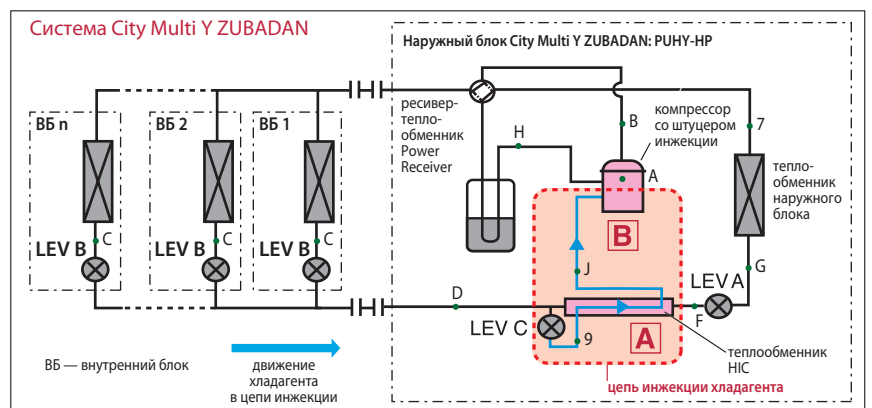 Система City Multi Y ZUBADAN
Наружный блок City Multi Y ZUBADAN: PUHY-HP
ВБ n
ВБ 2
ВБ 1
ресивер-
тепло-
обменник
Power
Receiver
H
B
компрессор
со штуцером
инжекции
A
7
тепло-
обменник
наружного
блока
LEV B
C
LEV B
C
LEV B
C
B
J
G
LEV A
D
F
LEV C
9
A
теплообменник
HIC
цепь инжекции хладагента
ВБ — внутренний блок
движение
хладагента
в цепи инжекции